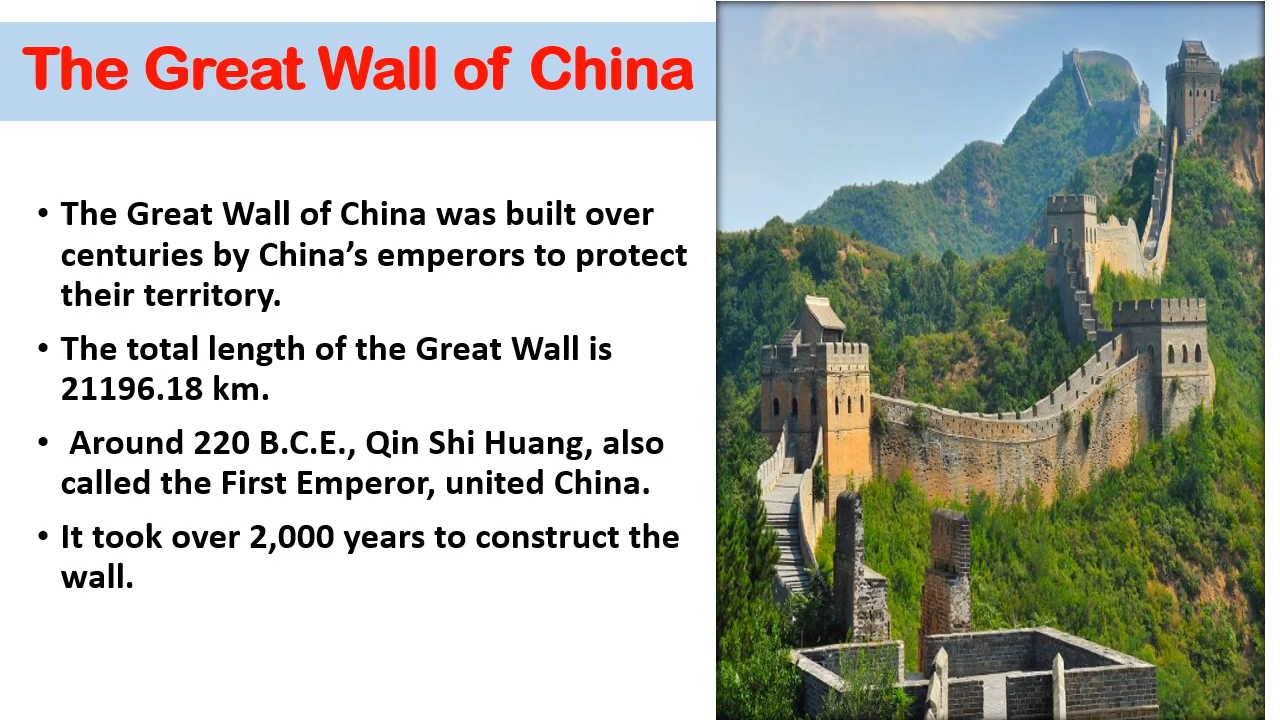 The Great Wall of China
• The Great Wall of China was built over
centuries by China’s emperors to protect
their territory.
• The total length of the Great Wall is
21196.18 km.
• Around 220 B.C.E., Qin Shi Huang, also
called the First Emperor, united China.
• It took over 2,000 years to construct the
wall.